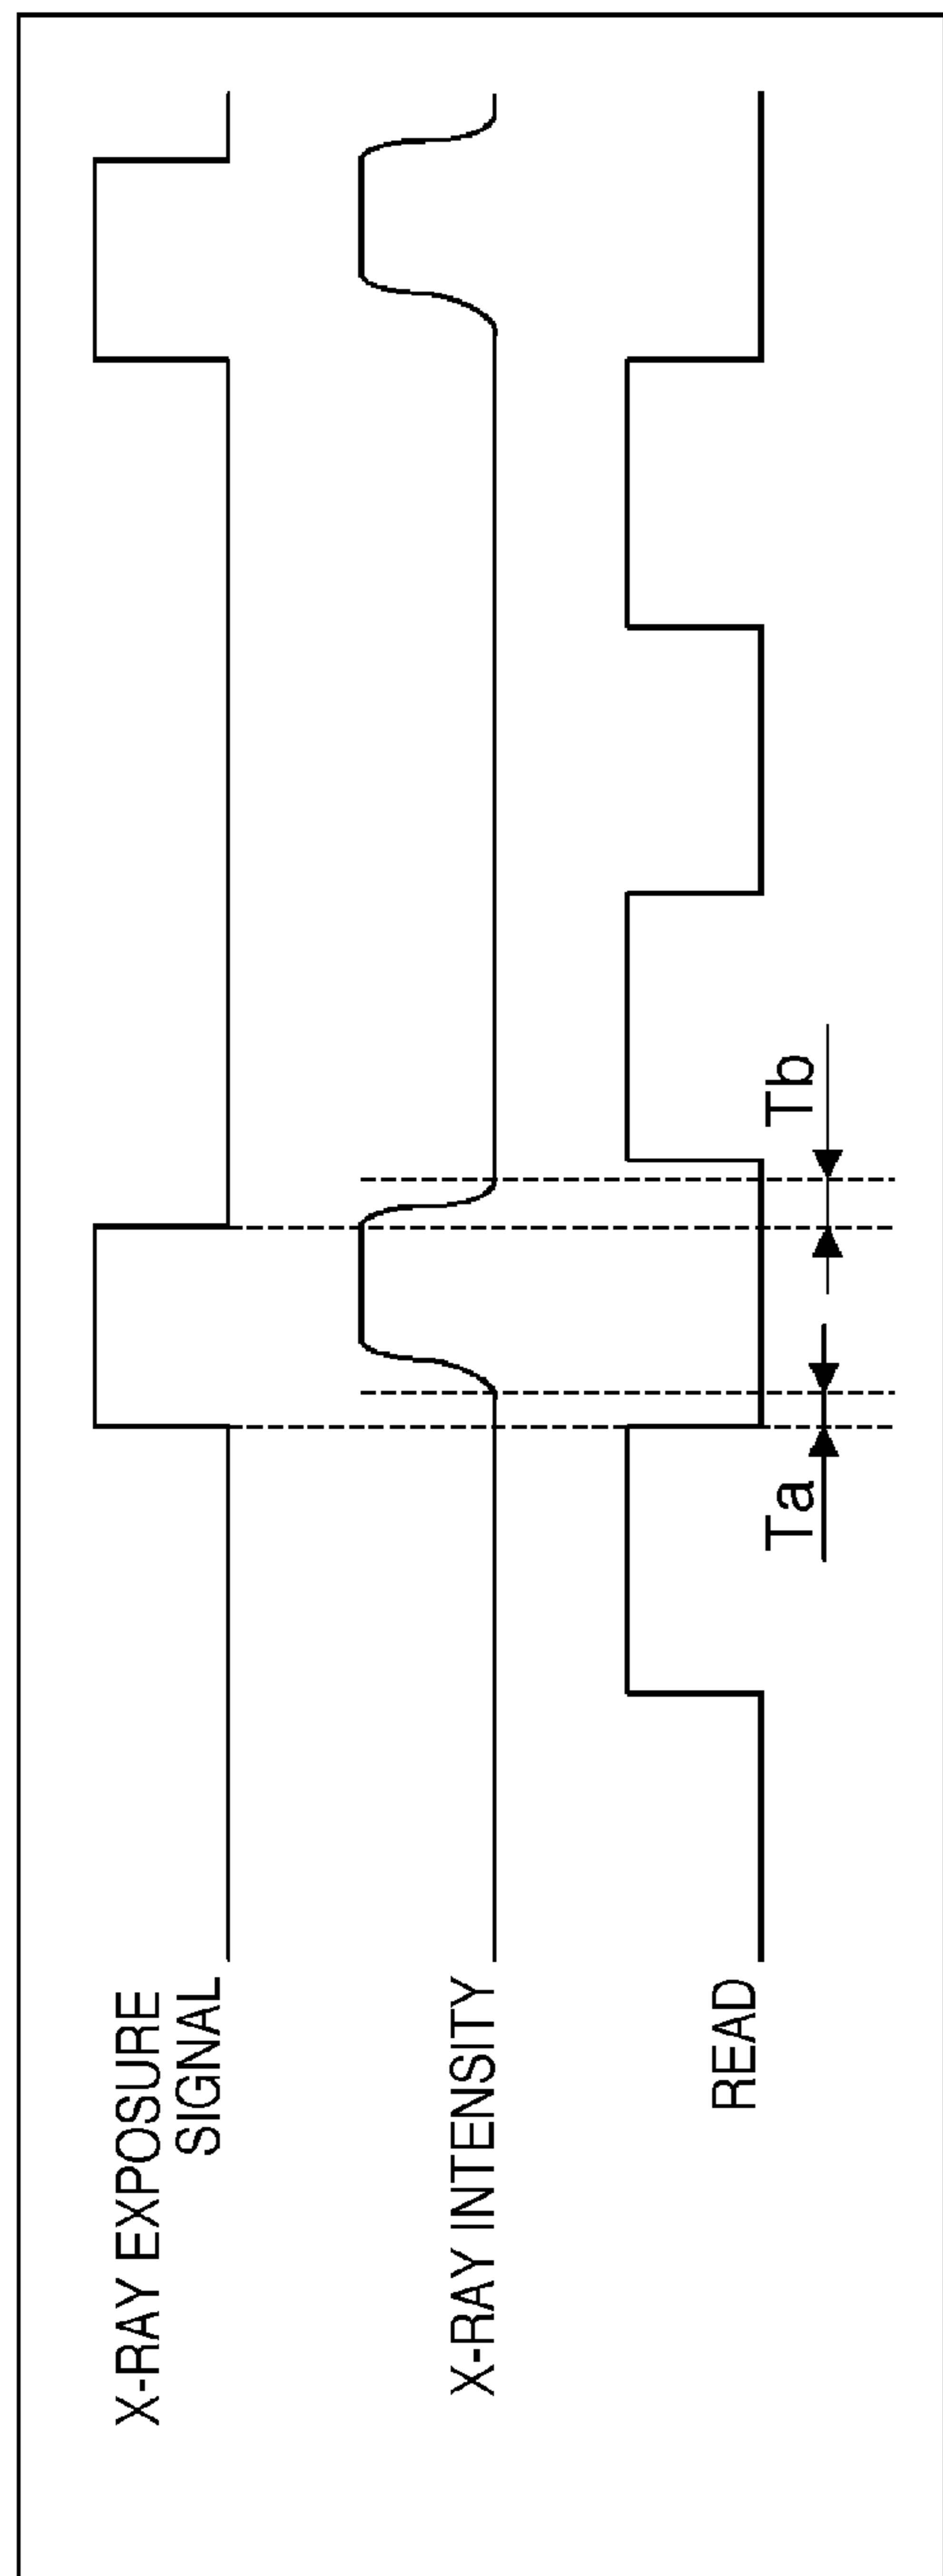 X-RAY EXPOSURE
SIGNAL
X-RAY INTENSITY
READ
Ta
Tb